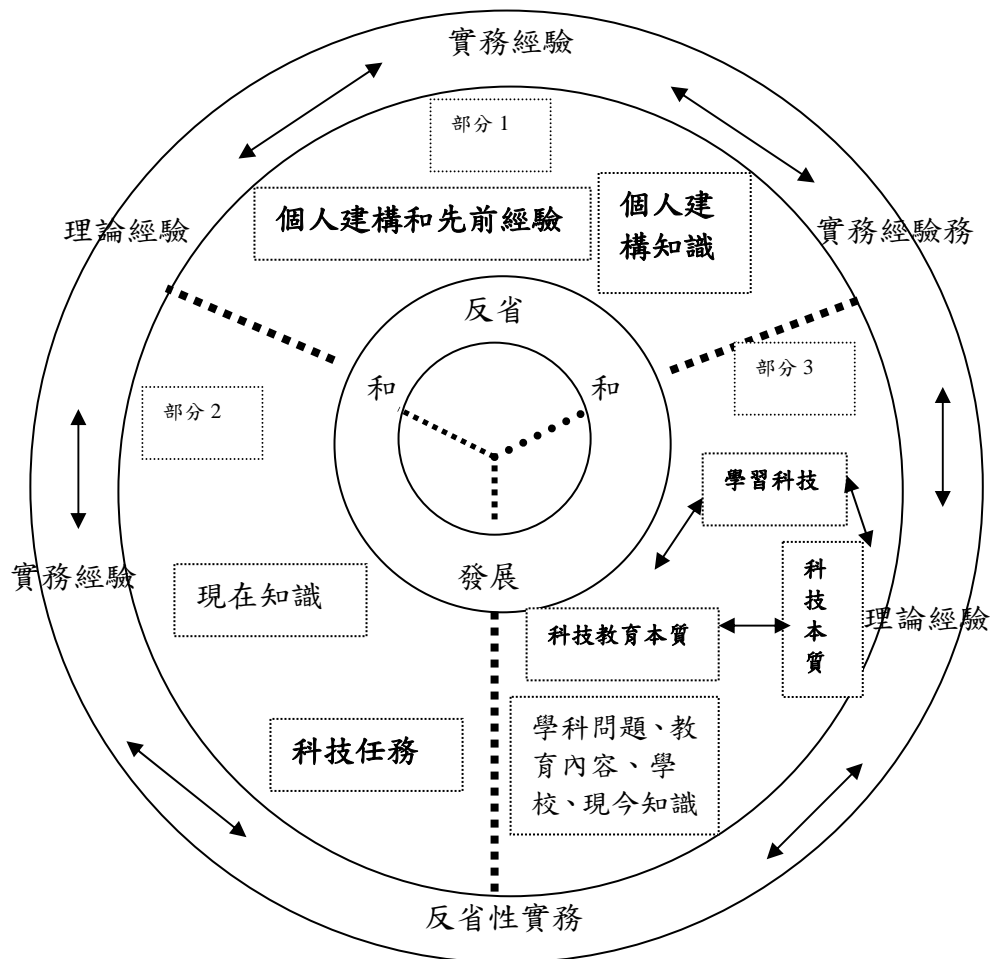 實務經驗
部分 1
個人建構和先前經驗
個人建
構知識
理論經驗
實務經驗務
反省
和
和
部分 3
部分 2
學習科技
實務經驗
現在知識
發展
科技教育本質
科
技
本
質
理論經驗
科技任務
學科問題、教
育內容、學
校、現今知識
反省性實務